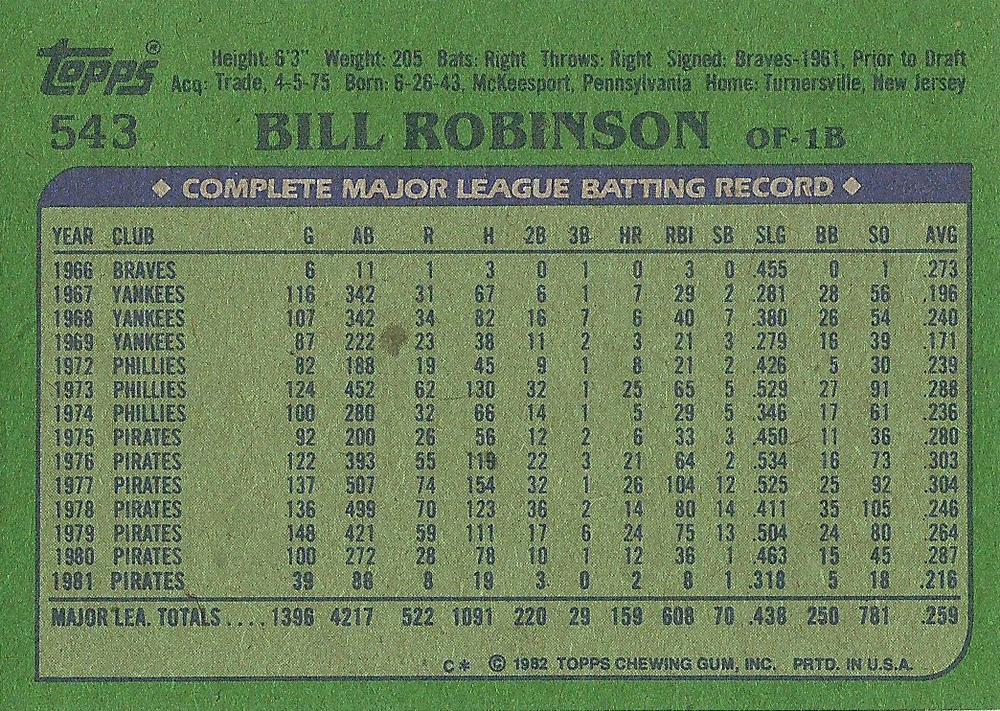 Topps® Height: 6'3" Weight: 205 Bats: Right Throws: Right Signed: Braves-1961, Prior to Draft
Acq: Trade, 4-5-75 Born: 6-26-43, McKeesport, Pennsylvania Home: Turnersville, New Jersey
543 BILL ROBINSON OF-1B
◆ COMPLETE MAJOR LEAGUE BATTING RECORD ◆
YEAR CLUB G AB R H 2B 3B HR RBI SB SLG BB SO AVG
1966 BRAVES 6 11 1 3 0 1 0 3 0 .455 0 1 .273
1967 YANKEES 116 342 31 67 6 1 7 29 2 .281 28 56 .196
1968 YANKEES 107 342 34 82 16 7 6 40 7 .380 26 54 .240
1969 YANKEES 87 222 23 38 11 2 3 21 3 .279 16 39 .171
1972 PHILLIES 82 188 19 45 9 1 8 21 2 .426 5 30 .239
1973 PHILLIES 124 452 62 130 32 1 25 65 5 .529 27 91 .288
1974 PHILLIES 100 280 32 66 14 1 5 29 5 .346 17 61 .236
1975 PIRATES 92 200 26 56 12 2 6 33 3 .450 11 36 .280
1976 PIRATES 122 393 55 119 22 3 21 64 2 .534 16 73 .303
1977 PIRATES 137 507 74 154 32 1 26 104 12 .525 25 92 .304
1978 PIRATES 136 499 70 123 36 2 14 80 14 .411 35 105 .246
1979 PIRATES 148 421 59 111 17 6 24 75 13 .504 24 80 .264
1980 PIRATES 100 272 28 78 10 1 12 36 1 .463 15 45 .287
1981 PIRATES 39 88 8 19 3 0 2 8 1 .318 5 18 .216
MAJOR LEA. TOTALS.... 1396 4217 522 1091 220 29 159 608 70 .438 250 781 .259
C* © 1982 TOPPS CHEWING GUM, INC. PRTD. IN U.S.A.